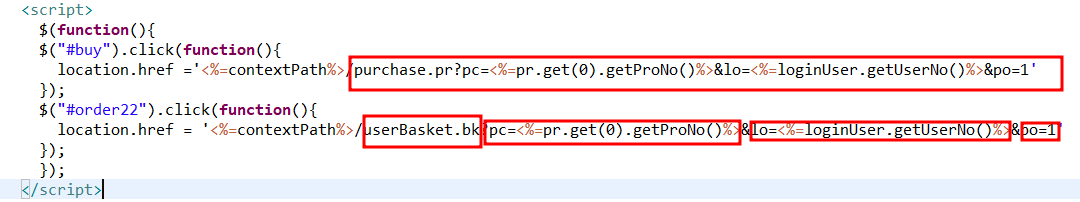 <script>
$(function(){
$("#buy").click(function(){
location.href ='<%=contextPath%>/purchase.pr?pc=<%=pr.get(0).getProNo()%>&lo=<%=loginUser.getUserNo()%>&po=1'
});
$("#order22").click(function(){
location.href = '<%=contextPath%>/userBasket.bk?pc=<%=pr.get(0).getProNo()%>&lo=<%=loginUser.getUserNo()%>&po=1'
});
});
</script>